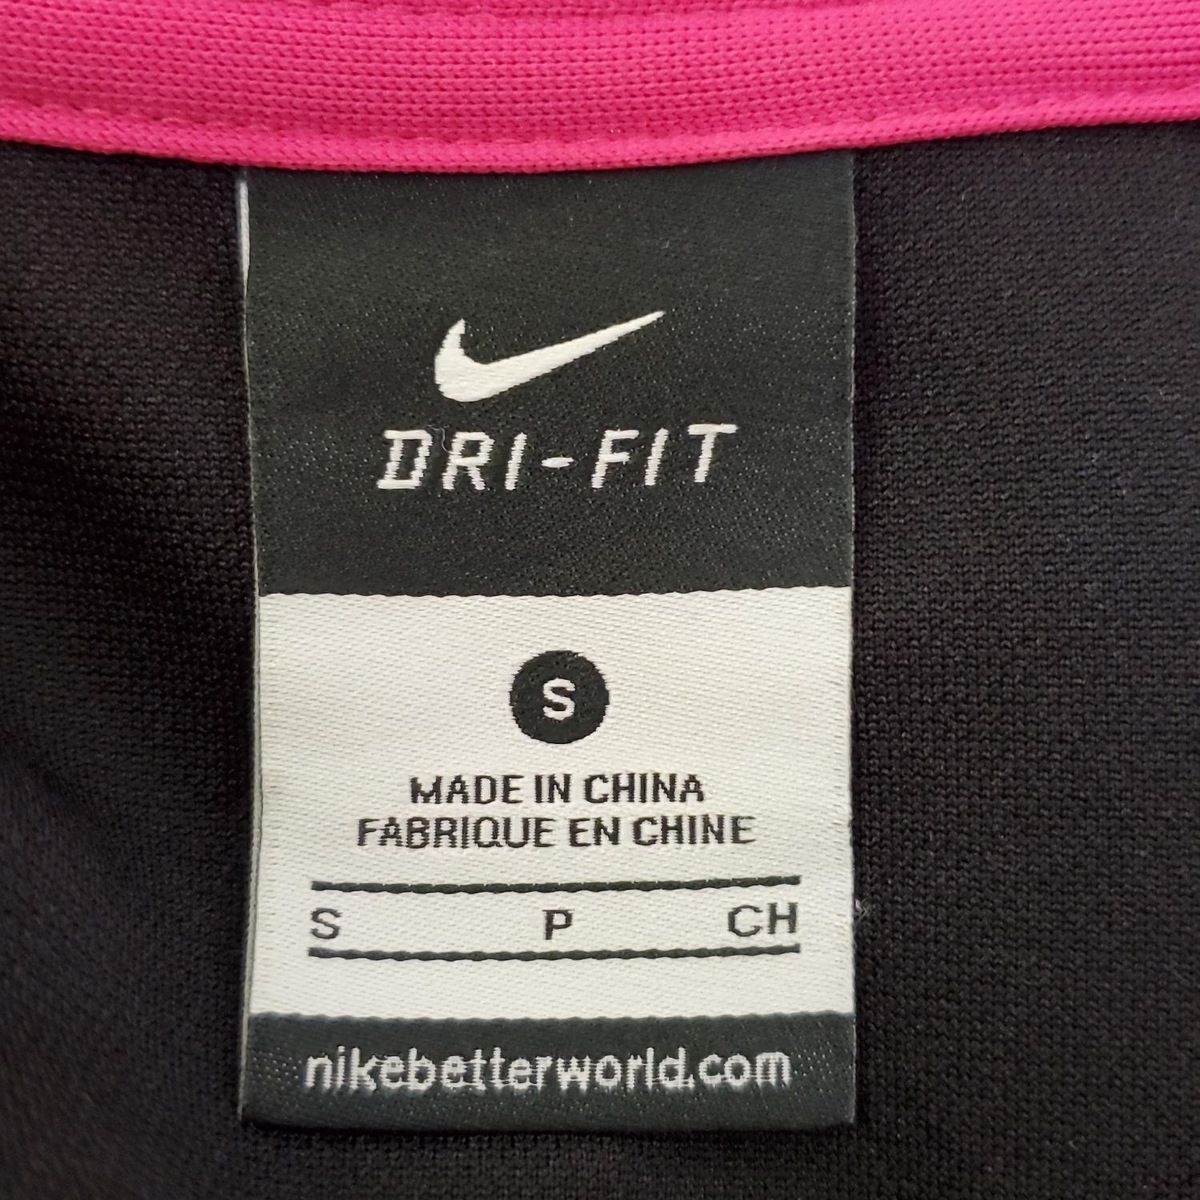 DRI-FIT
S
MADE IN CHINA
FABRIQUE EN CHINE
S P CH
nikebetterworld.com